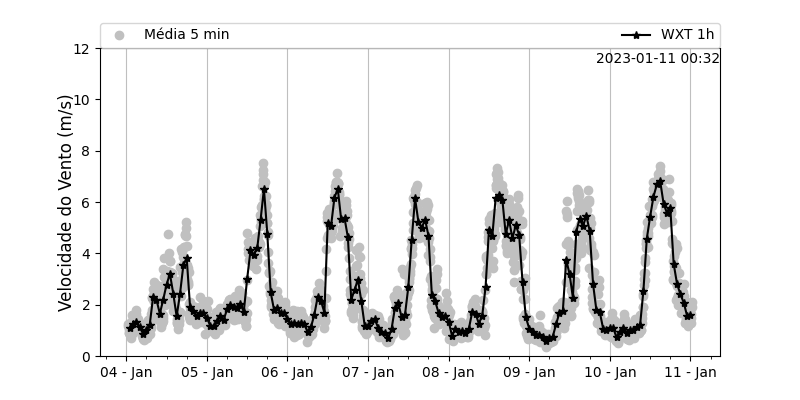 Média 5 min
WXT 1h
2023-01-11 00:32
Velocidade do Vento (m/s)
12
10
8
6
4
2
0
04 - Jan
05 - Jan
06 - Jan
07 - Jan
08 - Jan
09 - Jan
10 - Jan
11 - Jan